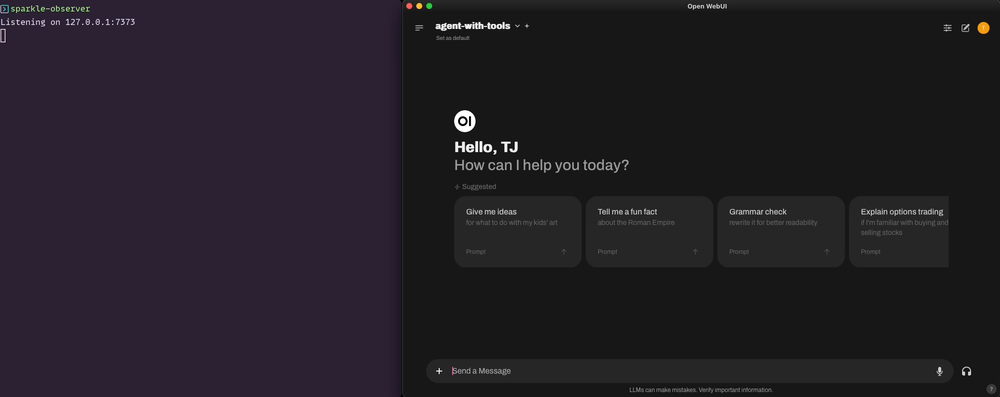 sparkle-observer
Listening on 127.0.0.1:7373
Open WebUI
agent-with-tools
Set as default
T
OI
Hello, TJ
How can I help you today?
Suggested
Give me ideas
for what to do with my kids' art
Prompt
Tell me a fun fact
about the Roman Empire
Prompt
Grammar check
rewrite it for better readability
Prompt
Explain options trading
if I'm familiar with buying and
selling stocks
Prompt
Send a Message
LLMs can make mistakes. Verify important information.
?